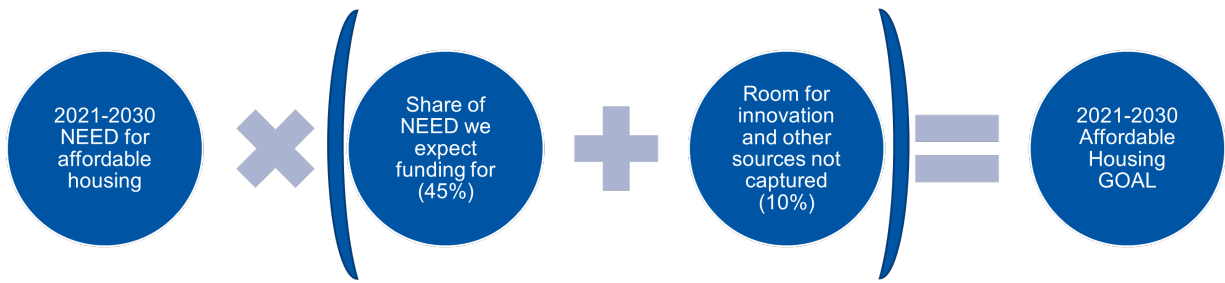 2021-2030
NEED for
affordable
housing
Share of
NEED we
expect
funding for
(45%)
Room for
innovation
and other
sources not
captured
(10%)
2021-2030
Affordable
Housing
GOAL